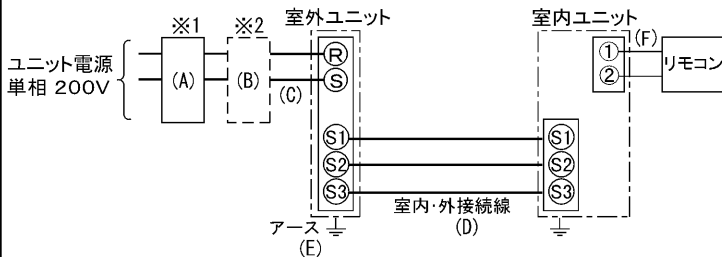 ※1
※2
室外ユニット
室内ユニット
ユニット電源
単相 200V
(A)
(B)
(C)
R
S
①
②
(F)
リモコン
S1
S2
S3
S1
S2
S3
室内・外接続線
(D)
アース
(E)